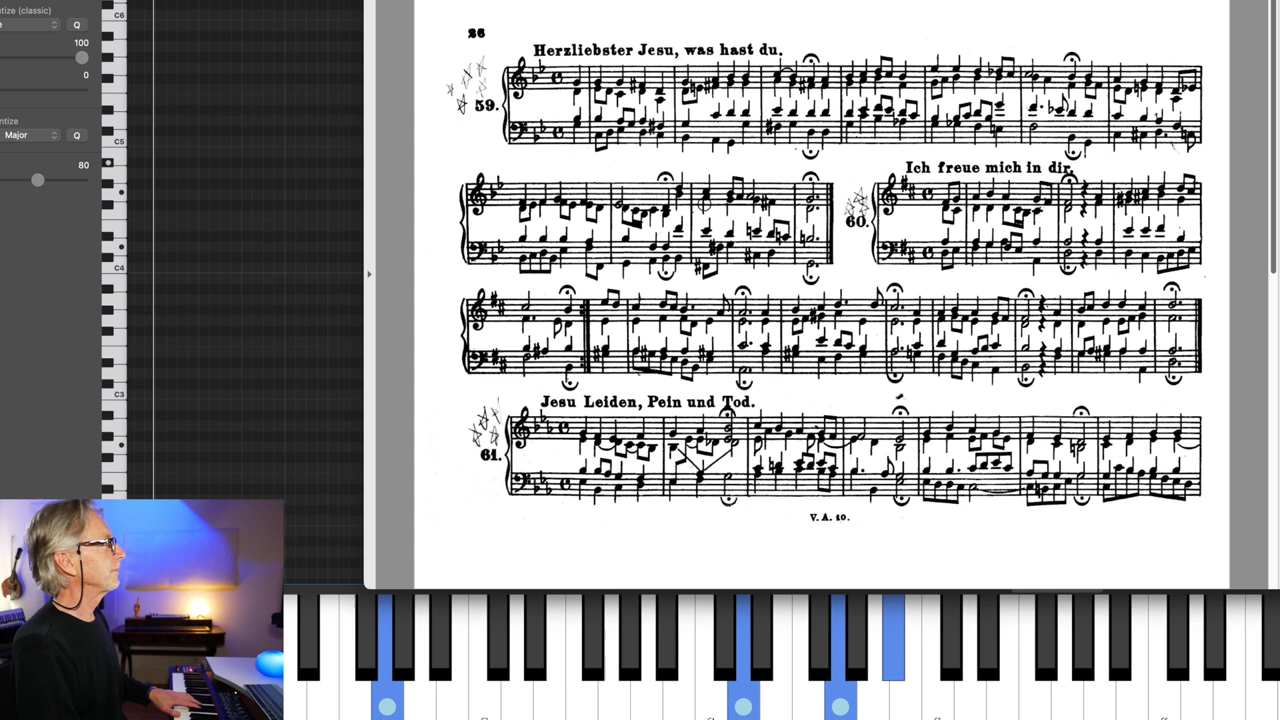 ntize (classic)
e
Q
100
0
ntize
Major
Q
80
C6
C5
C4
C3
26
Herzliebster Jesu, was hast du.
59.
Ich freue mich in dir.
60.
Jesu Leiden, Pein und Tod.
61.
V. A. 10.